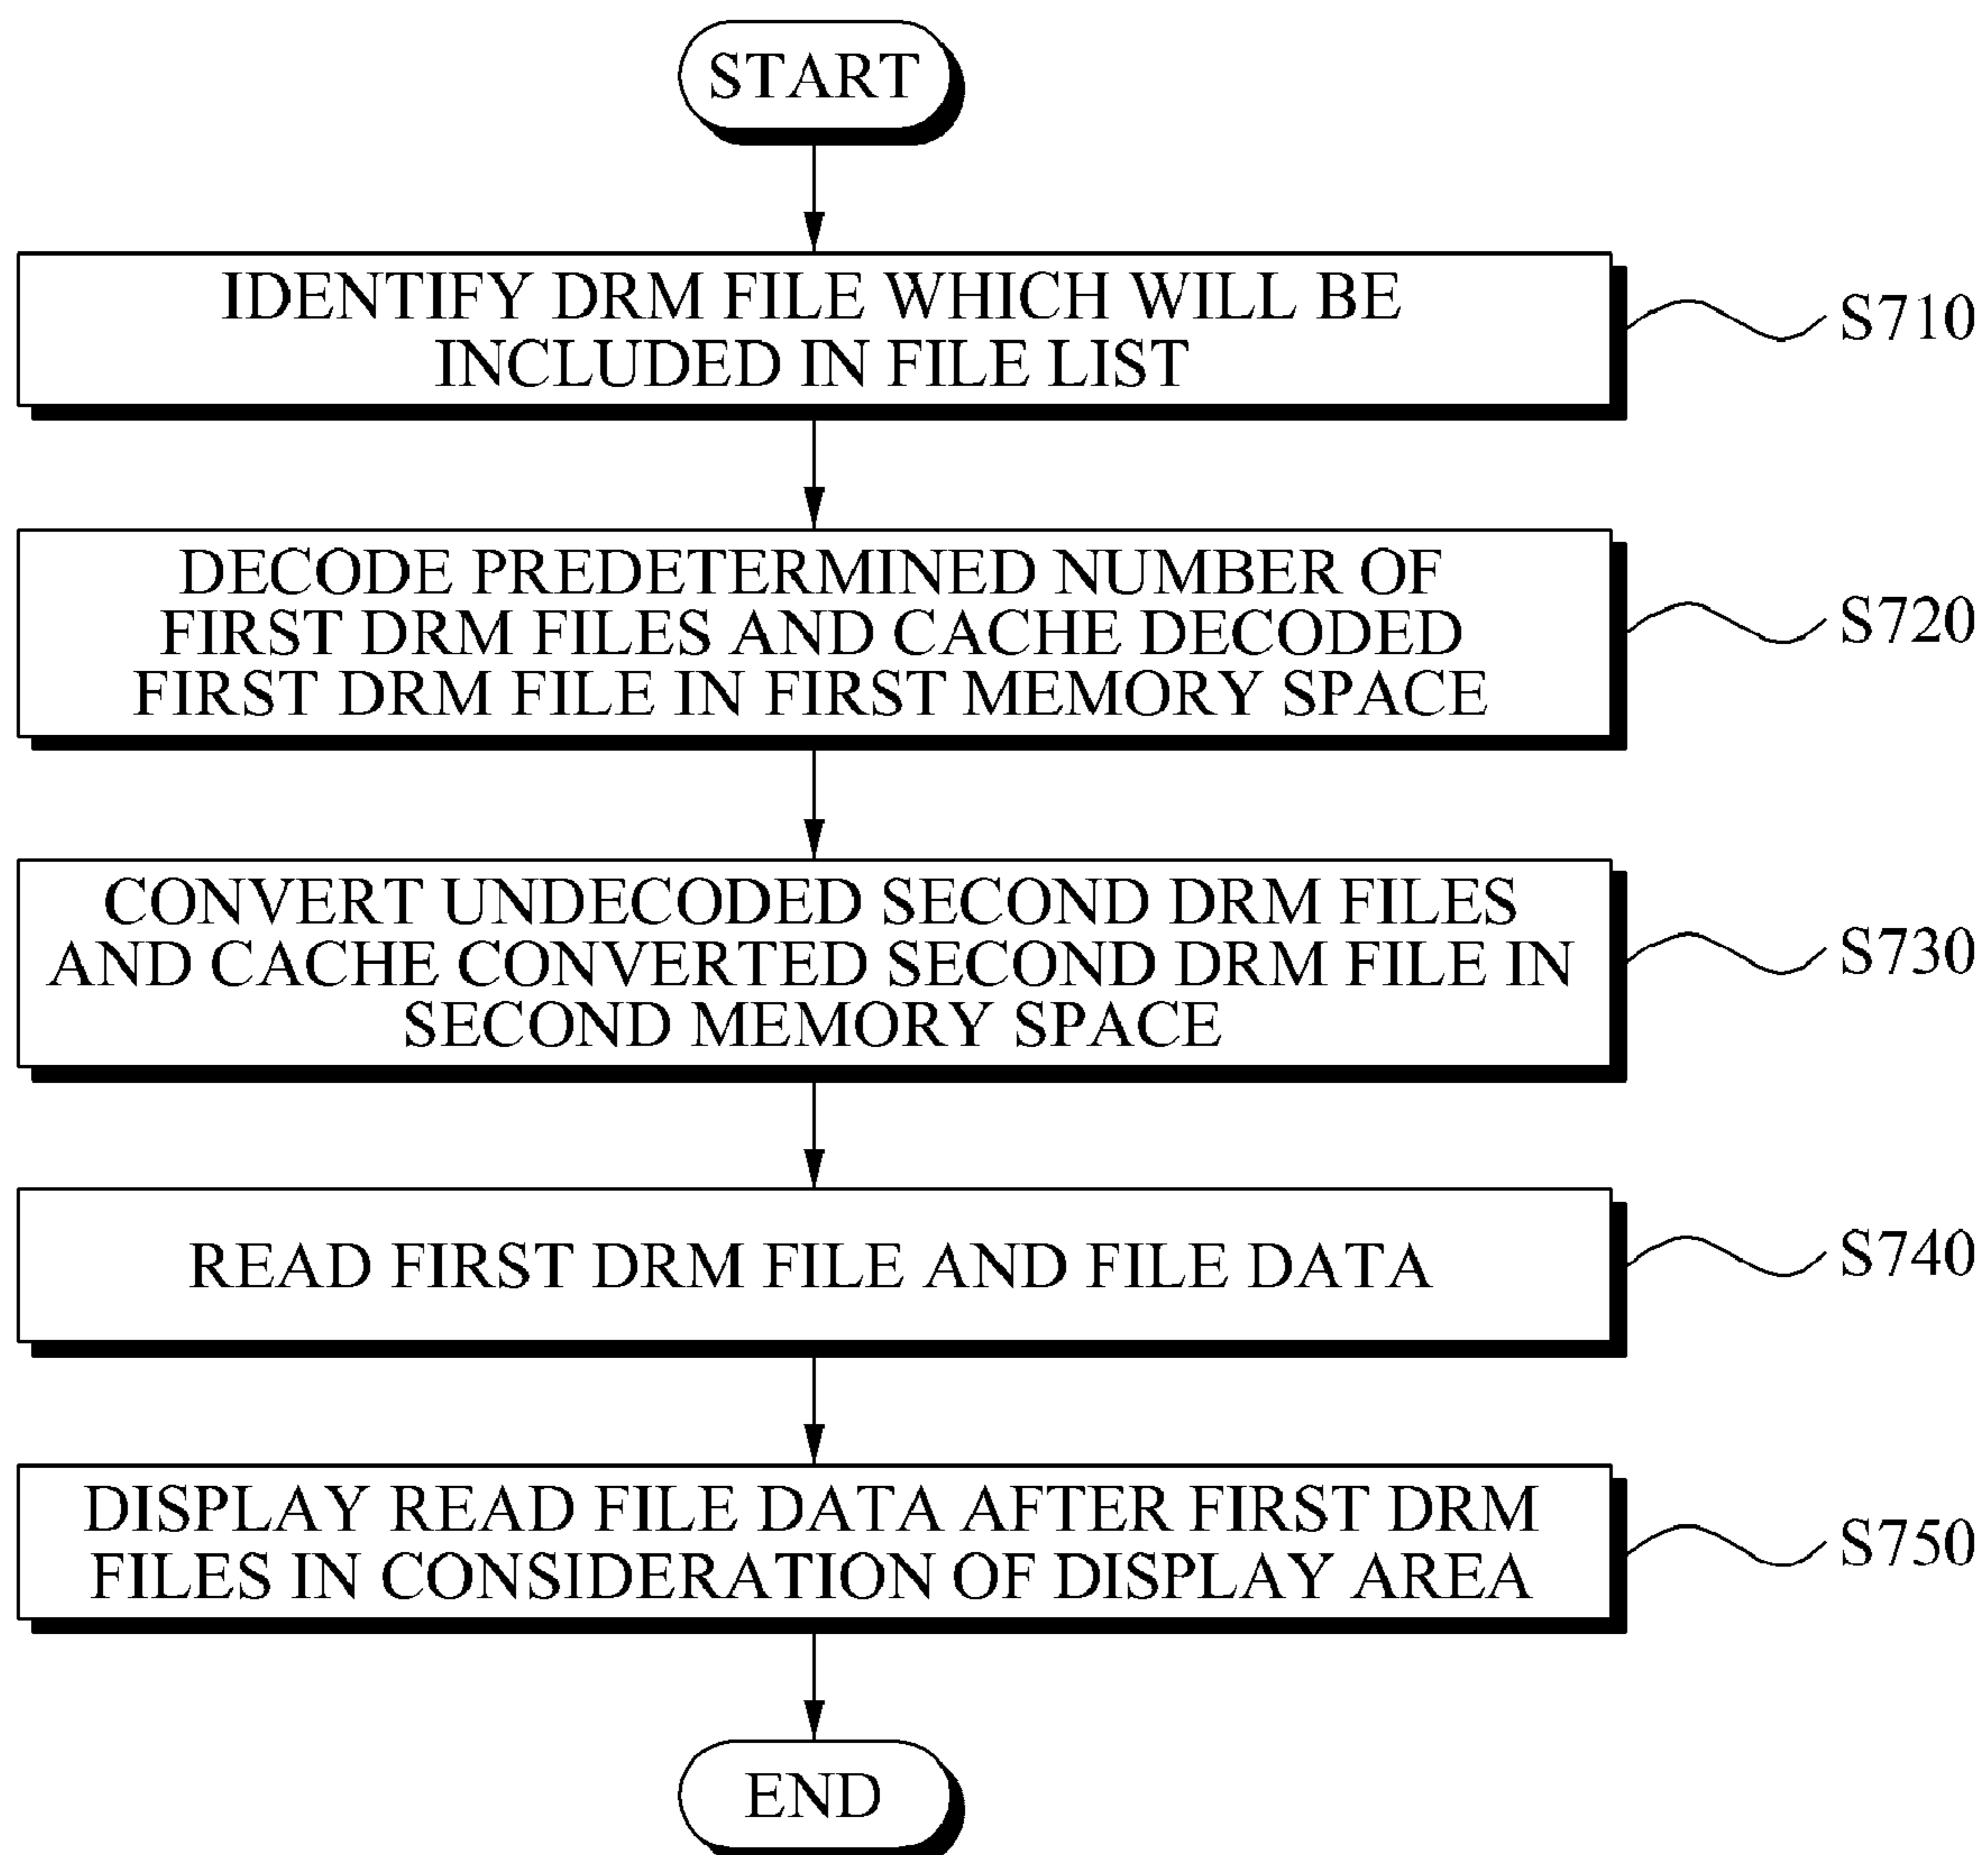 START
IDENTIFY DRM FILE WHICH WILL BE
INCLUDED IN FILE LIST
S710
DECODE PREDETERMINED NUMBER OF
FIRST DRM FILES AND CACHE DECODED
FIRST DRM FILE IN FIRST MEMORY SPACE
S720
CONVERT UNDECODED SECOND DRM FILES
AND CACHE CONVERTED SECOND DRM FILE IN
SECOND MEMORY SPACE
S730
READ FIRST DRM FILE AND FILE DATA
S740
DISPLAY READ FILE DATA AFTER FIRST DRM
FILES IN CONSIDERATION OF DISPLAY AREA
S750
END